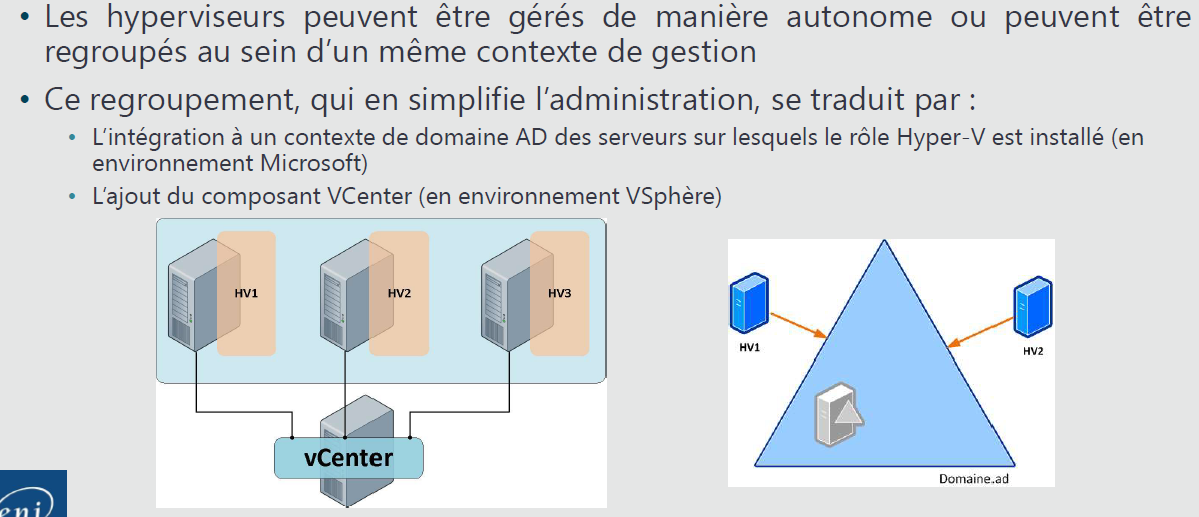 • Les hyperviseurs peuvent être gérés de manière autonome ou peuvent être
regroupés au sein d’un même contexte de gestion
• Ce regroupement, qui en simplifie l’administration, se traduit par :
• L’intégration à un contexte de domaine AD des serveurs sur lesquels le rôle Hyper-V est installé (en
environnement Microsoft)
• L’ajout du composant VCenter (en environnement VSphère)
HV1
HV2
HV3
vCenter
HV1
HV2
Domaine.ad
eni